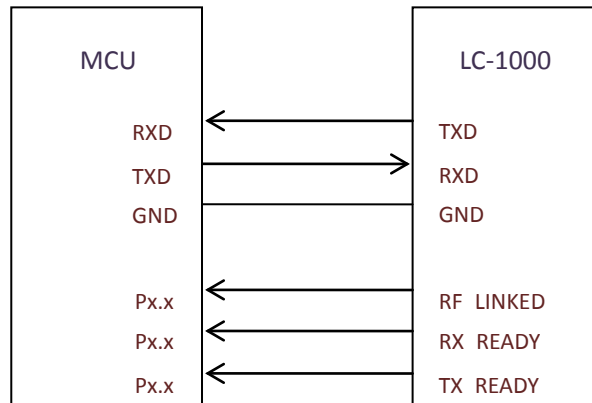 MCU LC-1000
RXD TXD
TXD RXD
GND GND
Px.x RF LINKED
Px.x RX READY
Px.x TX READY